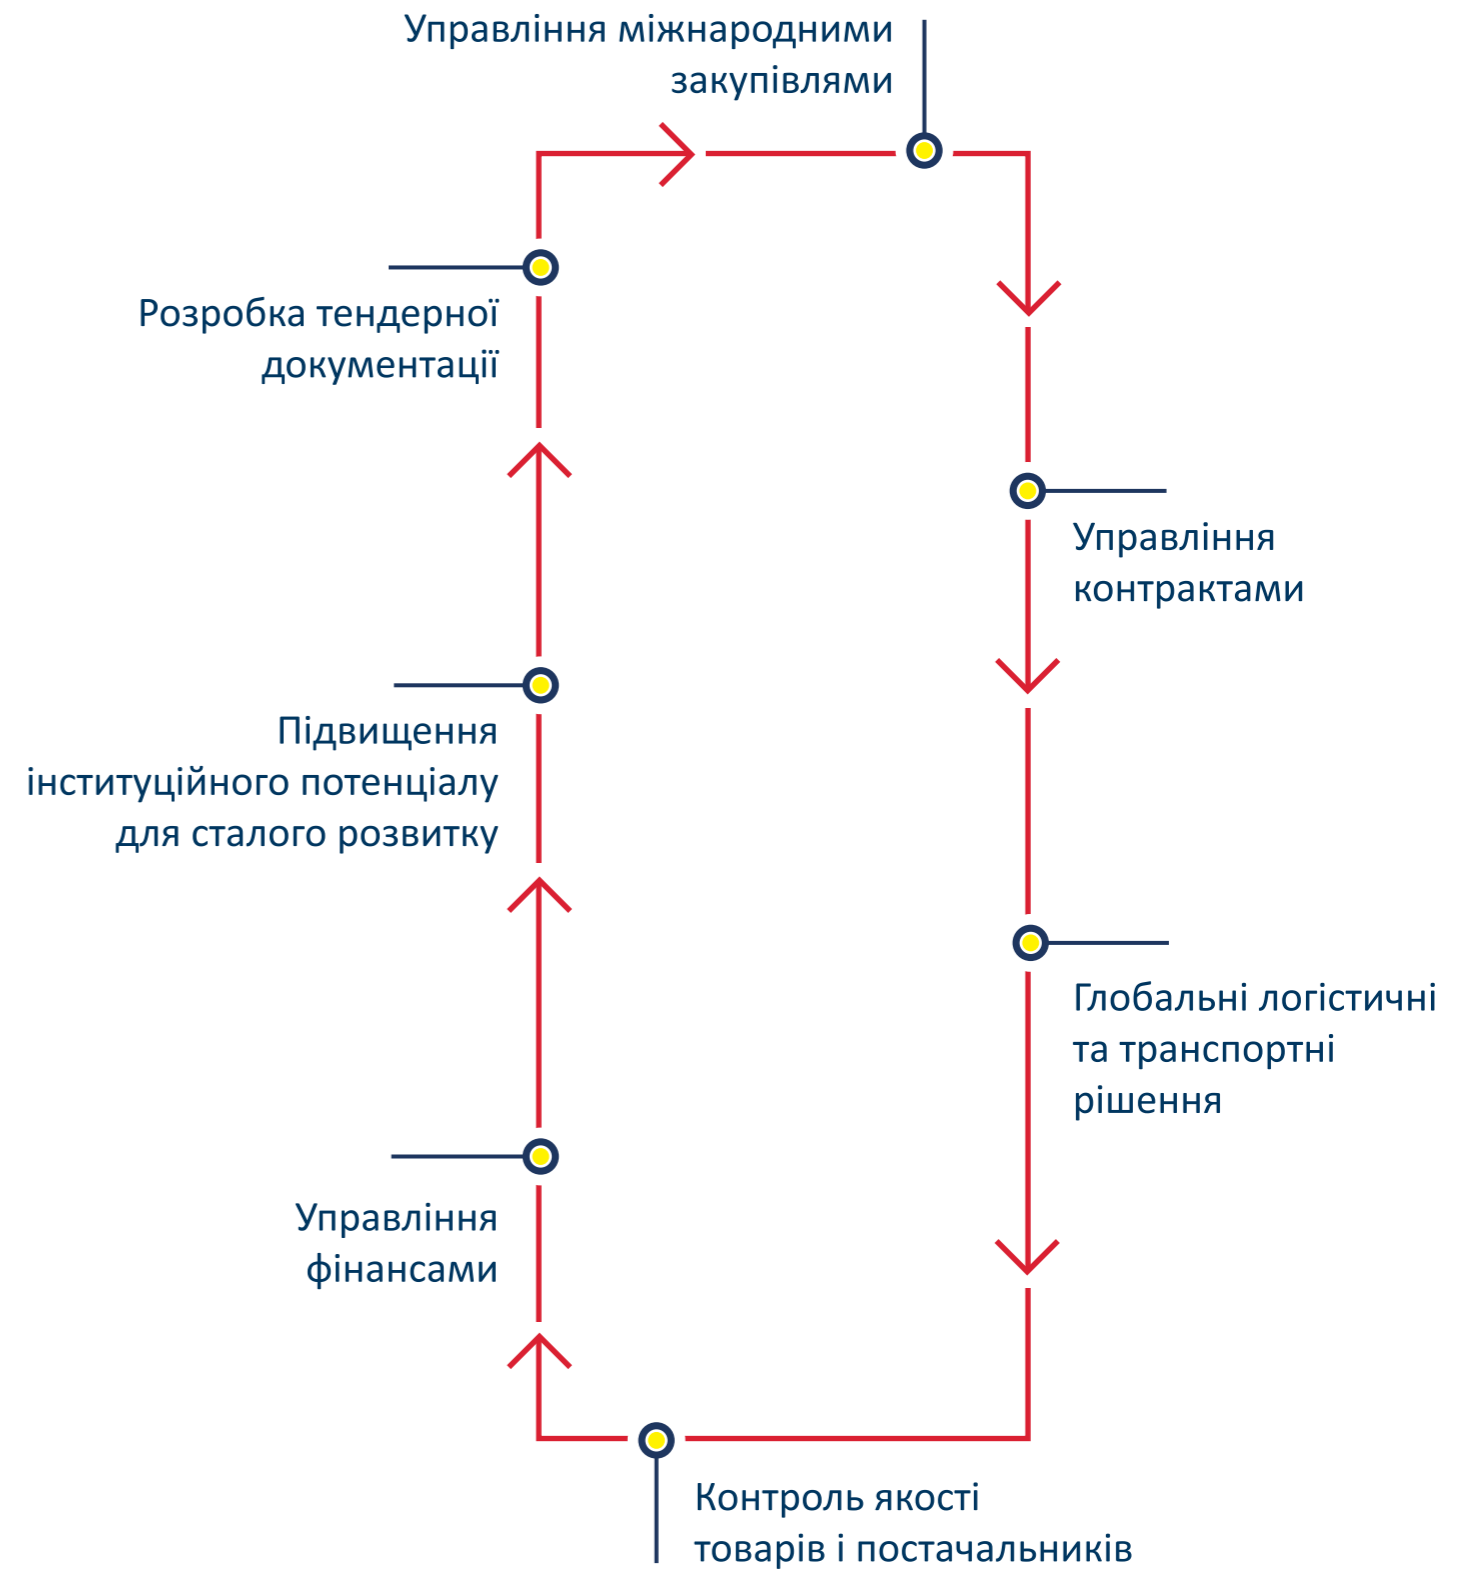 Управління міжнародними
закупівлями
Розробка тендерної
документації
Управління
контрактами
Підвищення
інституційного потенціалу
для сталого розвитку
Глобальні логістичні
та транспортні
рішення
Управління
фінансами
Контроль якості
товарів і постачальників